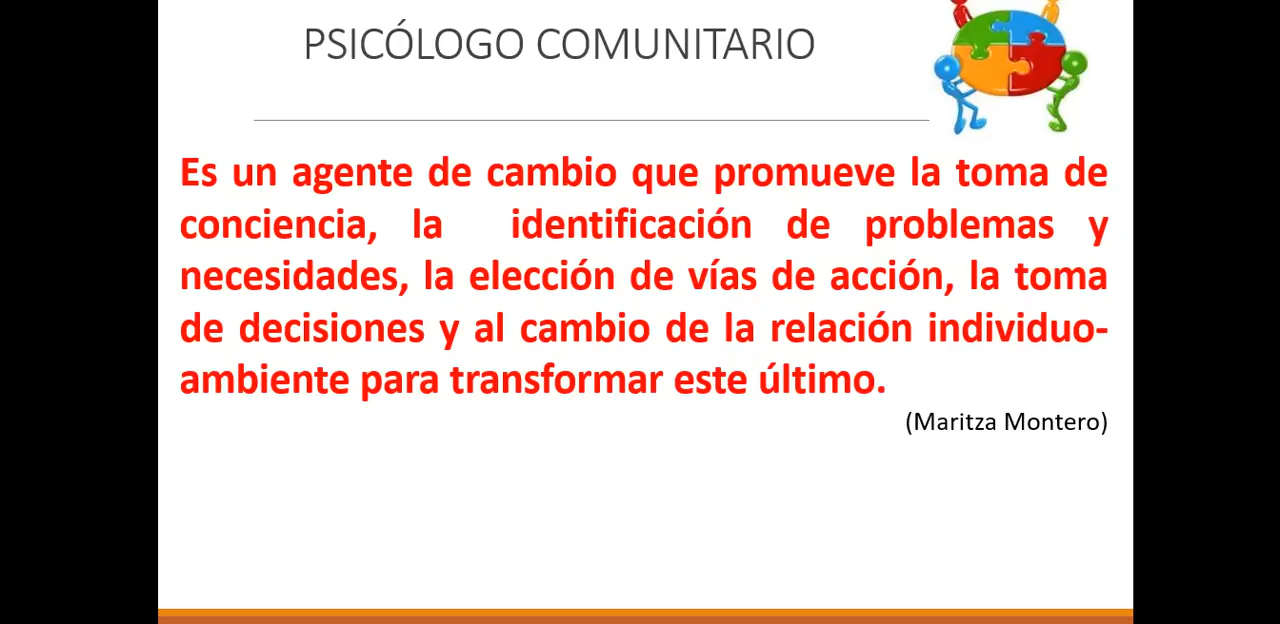 PSICÓLOGO COMUNITARIO
Es un agente de cambio que promueve la toma de
conciencia, la identificación de problemas y
necesidades, la elección de vías de acción, la toma
de decisiones y al cambio de la relación individuo-
ambiente para transformar este último.
(Maritza Montero)